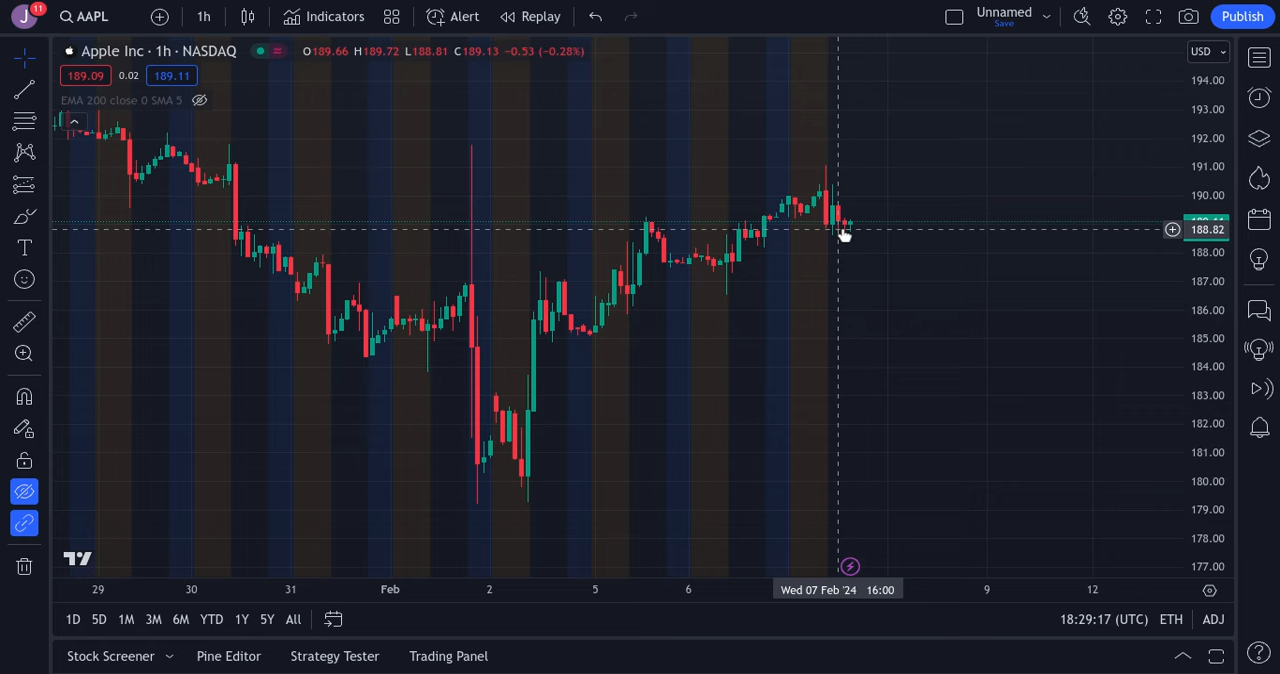 J 11 AAPL 1h Indicators Alert Replay Unnamed Save Publish
Apple Inc · 1h · NASDAQ O189.66 H189.72 L188.81 C189.13 −0.53 (−0.28%) USD
189.09 0.02 189.11
EMA 200 close 0 SMA 5
194.00
193.00
192.00
191.00
190.00
188.82
188.00
187.00
186.00
185.00
184.00
183.00
182.00
181.00
180.00
179.00
178.00
177.00
29 30 31 Feb 2 5 6 Wed 07 Feb '24 16:00 9 12
1D 5D 1M 3M 6M YTD 1Y 5Y All 18:29:17 (UTC) ETH ADJ
Stock Screener Pine Editor Strategy Tester Trading Panel